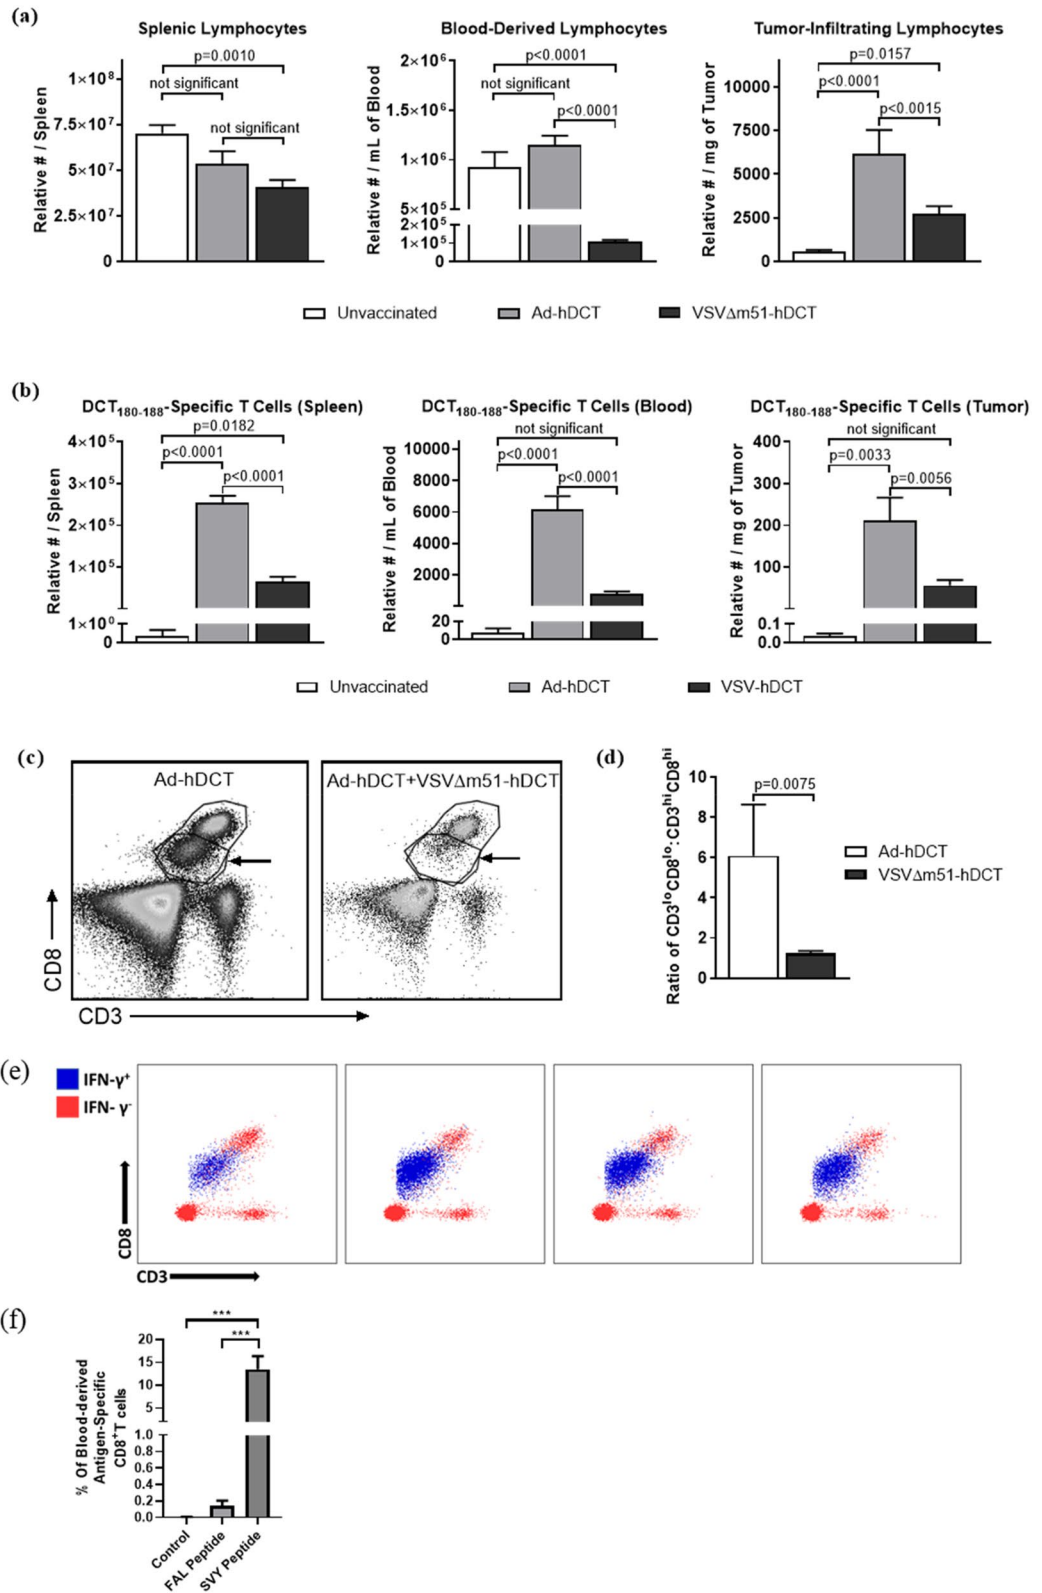 (a)
Splenic Lymphocytes
Relative # / Spleen
1×10⁸
7.5×10⁷
5×10⁷
2.5×10⁷
0
p=0.0010
not significant
not significant
Blood-Derived Lymphocytes
Relative # / mL of Blood
2×10⁶
1.5×10⁶
1×10⁶
5×10⁵
2×10⁵
1×10⁵
0
p<0.0001
not significant
p<0.0001
Tumor-Infiltrating Lymphocytes
Relative # / mg of Tumor
10000
7500
5000
2500
0
p=0.0157
p<0.0001
p<0.0015
Unvaccinated
Ad-hDCT
VSVΔm51-hDCT
(b)
DCT₁₈₀₋₁₈₈-Specific T Cells (Spleen)
Relative # / Spleen
4×10⁵
3×10⁵
2×10⁵
1×10⁵
1×10⁰
0
p=0.0182
p<0.0001
p<0.0001
DCT₁₈₀₋₁₈₈-Specific T Cells (Blood)
Relative # / mL of Blood
10000
8000
6000
4000
2000
20
0
not significant
p<0.0001
p<0.0001
DCT₁₈₀₋₁₈₈-Specific T Cells (Tumor)
Relative # / mg of Tumor
400
300
200
100
0.1
0.0
not significant
p=0.0033
p=0.0056
Unvaccinated
Ad-hDCT
VSV-hDCT
(c)
Ad-hDCT
Ad-hDCT+VSVΔm51-hDCT
CD8
CD3
(d)
Ratio of CD3ˡᵒCD8ˡᵒ:CD3ʰⁱCD8ʰⁱ
10
8
6
4
2
0
p=0.0075
Ad-hDCT
VSVΔm51-hDCT
(e)
IFN-γ⁺
IFN- γ⁻
CD8
CD3
(f)
% Of Blood-derived
Antigen-Specific
CD8⁺T cells
20
15
10
5
1.0
0.8
0.6
0.4
0.2
0.0
***
***
Control
FAL Peptide
SVY Peptide